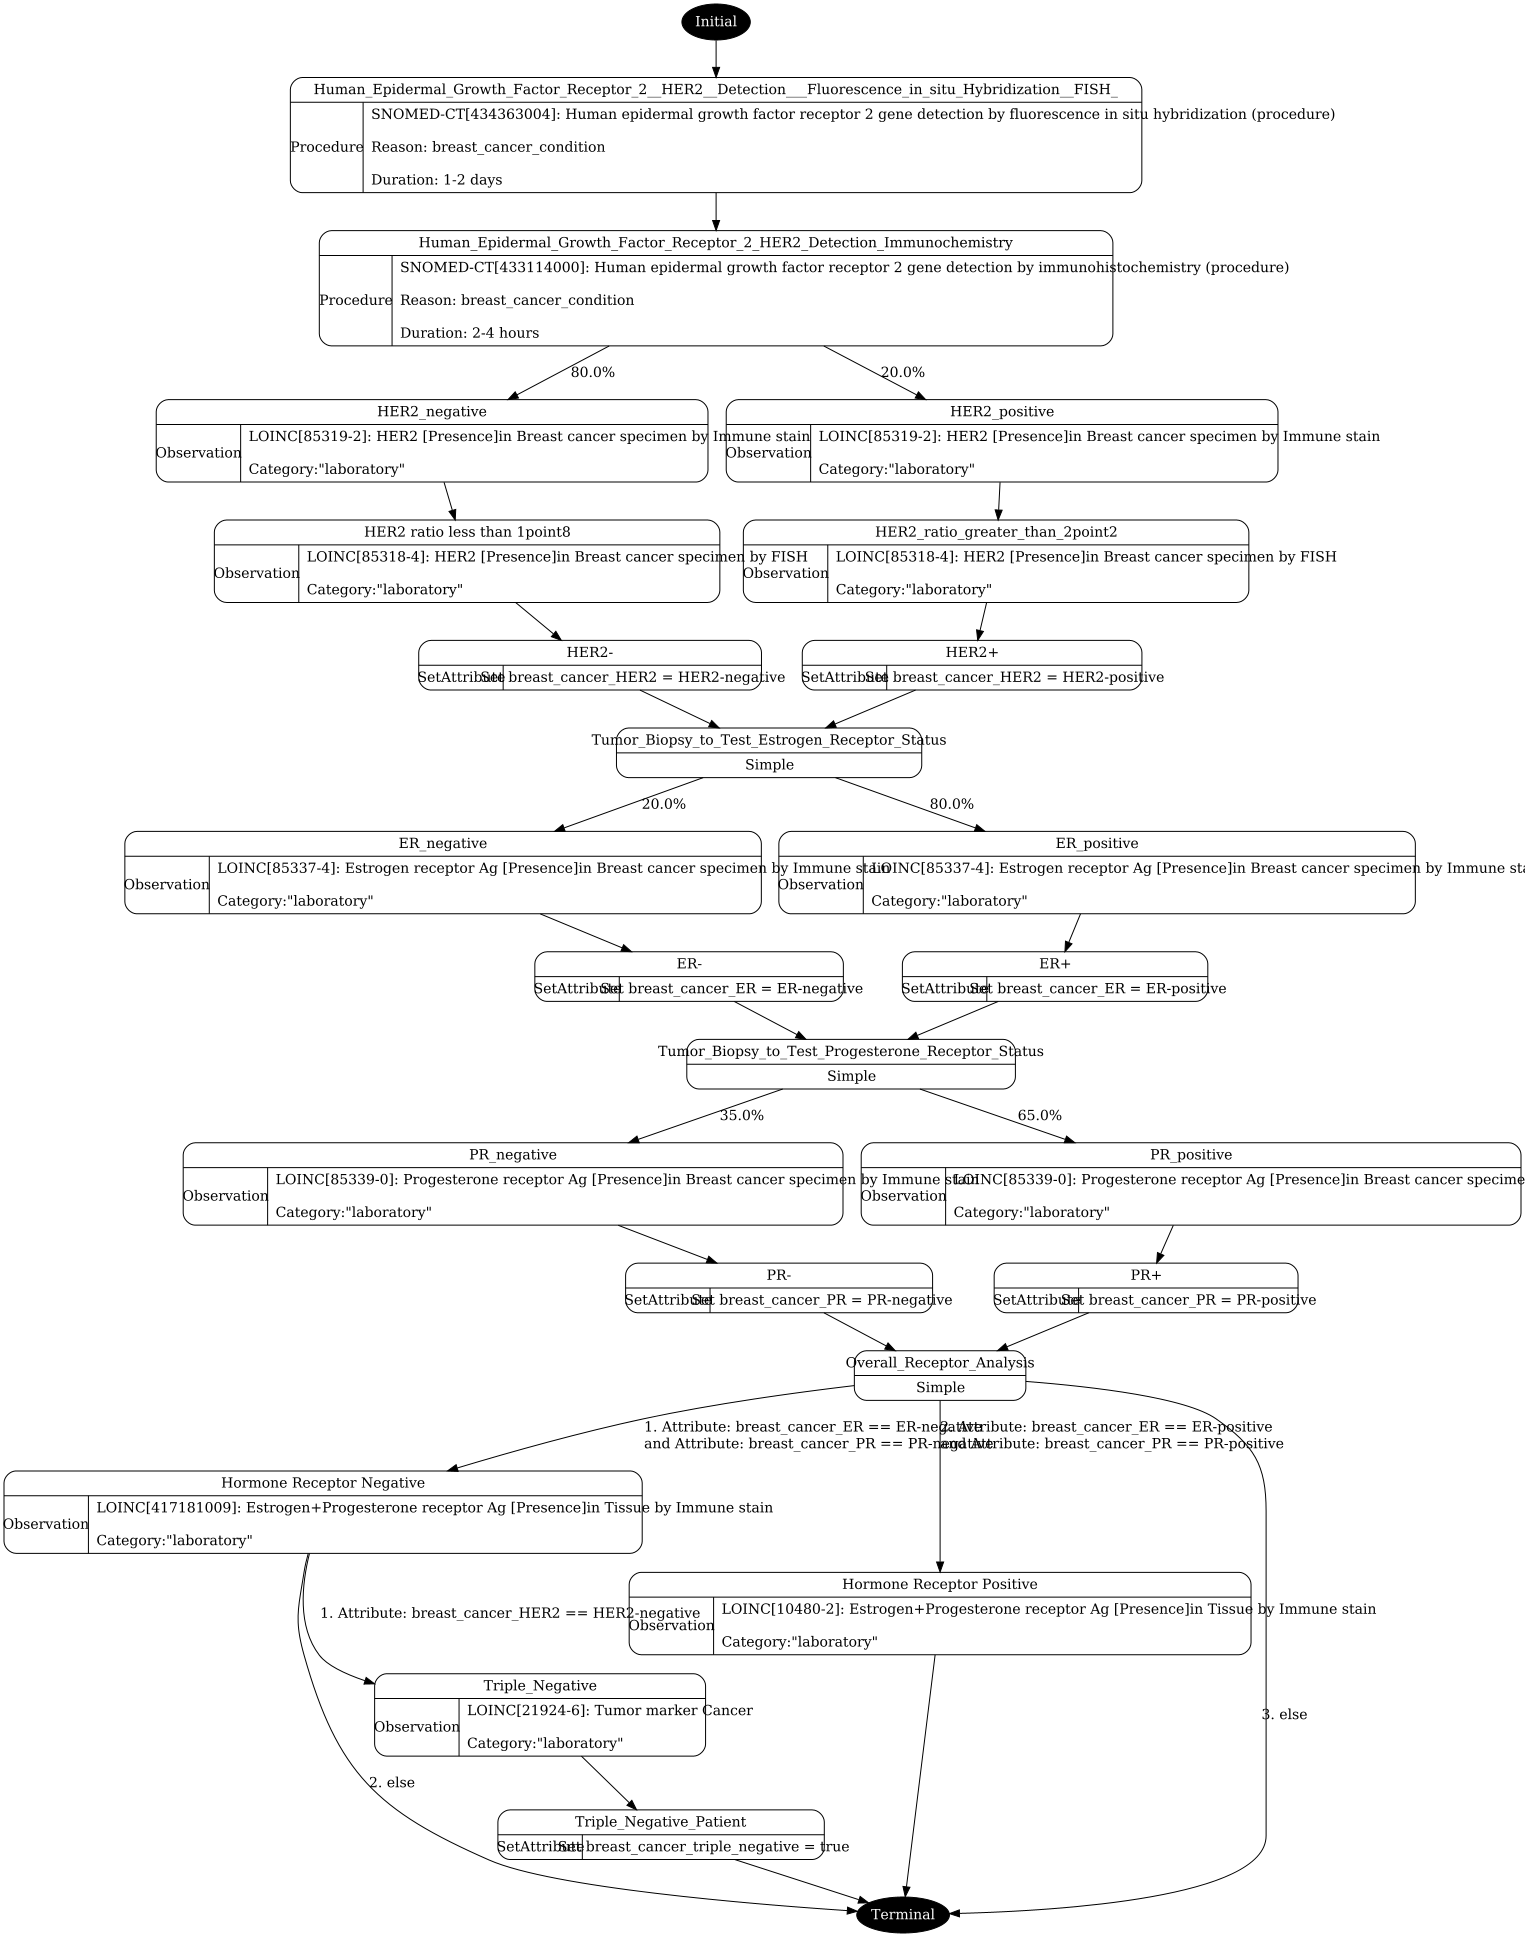 Initial
Human_Epidermal_Growth_Factor_Receptor_2__HER2__Detection___Fluorescence_in_situ_Hybridization__FISH_
SNOMED-CT[434363004]: Human epidermal growth factor receptor 2 gene detection by fluorescence in situ hybridization (procedure)
Procedure
Reason: breast_cancer_condition
Duration: 1-2 days
Human_Epidermal_Growth_Factor_Receptor_2_HER2_Detection_Immunochemistry
SNOMED-CT[433114000]: Human epidermal growth factor receptor 2 gene detection by immunohistochemistry (procedure)
Procedure
Reason: breast_cancer_condition
Duration: 2-4 hours
80.0%
20.0%
HER2_negative
Observation
LOINC[85319-2]: HER2 [Presence]in Breast cancer specimen by Immune stain
Category:"laboratory"
HER2_positive
Observation
LOINC[85319-2]: HER2 [Presence]in Breast cancer specimen by Immune stain
Category:"laboratory"
HER2 ratio less than 1point8
Observation
LOINC[85318-4]: HER2 [Presence]in Breast cancer specimen by FISH
Category:"laboratory"
HER2_ratio_greater_than_2point2
Observation
LOINC[85318-4]: HER2 [Presence]in Breast cancer specimen by FISH
Category:"laboratory"
HER2-
SetAttribute
Set breast_cancer_HER2 = HER2-negative
HER2+
SetAttribute
Set breast_cancer_HER2 = HER2-positive
Tumor_Biopsy_to_Test_Estrogen_Receptor_Status
Simple
20.0%
80.0%
ER_negative
Observation
LOINC[85337-4]: Estrogen receptor Ag [Presence]in Breast cancer specimen by Immune stain
Category:"laboratory"
ER_positive
Observation
LOINC[85337-4]: Estrogen receptor Ag [Presence]in Breast cancer specimen by Immune sta
Category:"laboratory"
ER-
SetAttribute
Set breast_cancer_ER = ER-negative
ER+
SetAttribute
Set breast_cancer_ER = ER-positive
Tumor_Biopsy_to_Test_Progesterone_Receptor_Status
Simple
35.0%
65.0%
PR_negative
Observation
LOINC[85339-0]: Progesterone receptor Ag [Presence]in Breast cancer specimen by Immune stain
Category:"laboratory"
PR_positive
Observation
LOINC[85339-0]: Progesterone receptor Ag [Presence]in Breast cancer specime
Category:"laboratory"
PR-
SetAttribute
Set breast_cancer_PR = PR-negative
PR+
SetAttribute
Set breast_cancer_PR = PR-positive
Overall_Receptor_Analysis
Simple
1. Attribute: breast_cancer_ER == ER-negative
and Attribute: breast_cancer_PR == PR-negative
2. Attribute: breast_cancer_ER == ER-positive
and Attribute: breast_cancer_PR == PR-positive
Hormone Receptor Negative
Observation
LOINC[417181009]: Estrogen+Progesterone receptor Ag [Presence]in Tissue by Immune stain
Category:"laboratory"
Hormone Receptor Positive
Observation
LOINC[10480-2]: Estrogen+Progesterone receptor Ag [Presence]in Tissue by Immune stain
Category:"laboratory"
1. Attribute: breast_cancer_HER2 == HER2-negative
Triple_Negative
Observation
LOINC[21924-6]: Tumor marker Cancer
Category:"laboratory"
3. else
2. else
Triple_Negative_Patient
SetAttribute
Set breast_cancer_triple_negative = true
Terminal